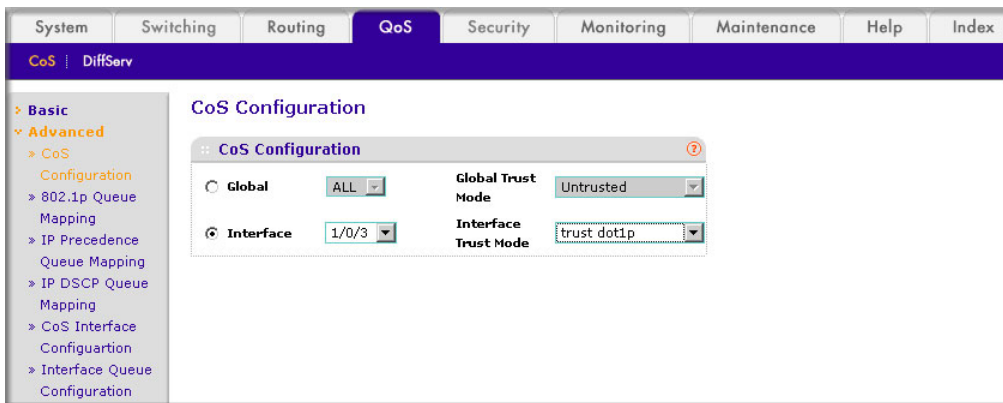 System Switching Routing QoS Security Monitoring Maintenance Help Index
CoS | DiffServ
Basic
Advanced
» CoS
Configuration
» 802.1p Queue
Mapping
» IP Precedence
Queue Mapping
» IP DSCP Queue
Mapping
» CoS Interface
Configuartion
» Interface Queue
Configuration
CoS Configuration
CoS Configuration ?
Global ALL Global Trust
Mode Untrusted
Interface 1/0/3 Interface
Trust Mode trust dot1p